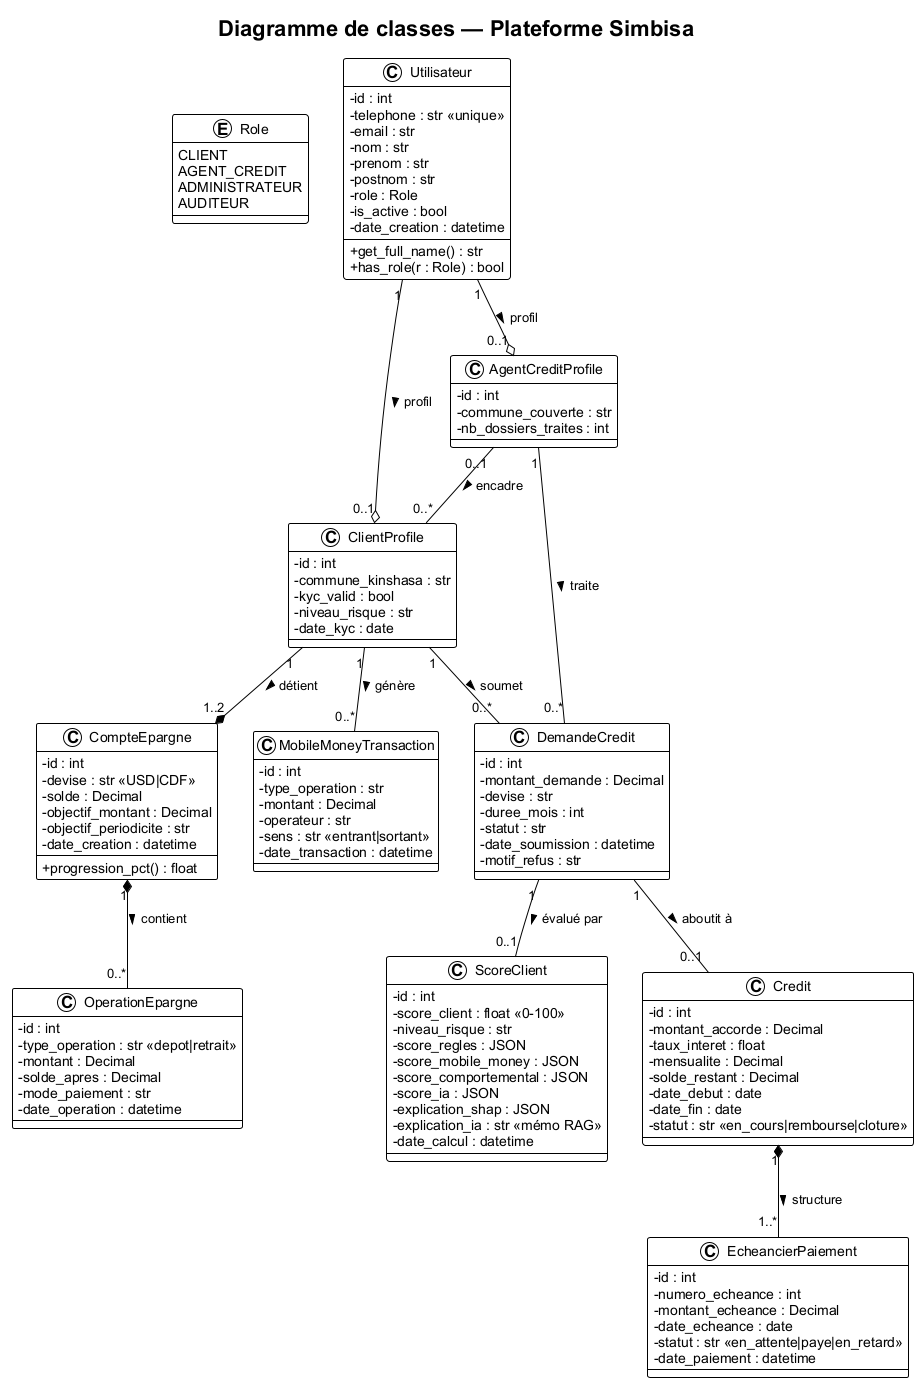 Diagramme de classes — Plateforme Simbisa
C Utilisateur
-id : int
-telephone : str «unique»
-email : str
-nom : str
-prenom : str
-postnom : str
-role : Role
-is_active : bool
-date_creation : datetime
+get_full_name() : str
+has_role(r : Role) : bool
E Role
CLIENT
AGENT_CREDIT
ADMINISTRATEUR
AUDITEUR
1
1
profil
0..1
C AgentCreditProfile
-id : int
-commune_couverte : str
-nb_dossiers_traites : int
profil
0..1
1
encadre
0..1
0..*
C ClientProfile
-id : int
-commune_kinshasa : str
-kyc_valid : bool
-niveau_risque : str
-date_kyc : date
traite
1
1
1
détient
génère
soumet
1..2
0..*
0..*
0..*
C CompteEpargne
-id : int
-devise : str «USD|CDF»
-solde : Decimal
-objectif_montant : Decimal
-objectif_periodicite : str
-date_creation : datetime
+progression_pct() : float
C MobileMoneyTransaction
-id : int
-type_operation : str
-montant : Decimal
-operateur : str
-sens : str «entrant|sortant»
-date_transaction : datetime
C DemandeCredit
-id : int
-montant_demande : Decimal
-devise : str
-duree_mois : int
-statut : str
-date_soumission : datetime
-motif_refus : str
1
1
1
contient
évalué par
aboutit à
0..*
0..1
0..1
C OperationEpargne
-id : int
-type_operation : str «depot|retrait»
-montant : Decimal
-solde_apres : Decimal
-mode_paiement : str
-date_operation : datetime
C ScoreClient
-id : int
-score_client : float «0-100»
-niveau_risque : str
-score_regles : JSON
-score_mobile_money : JSON
-score_comportemental : JSON
-score_ia : JSON
-explication_shap : JSON
-explication_ia : str «mémo RAG»
-date_calcul : datetime
C Credit
-id : int
-montant_accorde : Decimal
-taux_interet : float
-mensualite : Decimal
-solde_restant : Decimal
-date_debut : date
-date_fin : date
-statut : str «en_cours|rembourse|cloture»
1
structure
1..*
C EcheancierPaiement
-id : int
-numero_echeance : int
-montant_echeance : Decimal
-date_echeance : date
-statut : str «en_attente|paye|en_retard»
-date_paiement : datetime